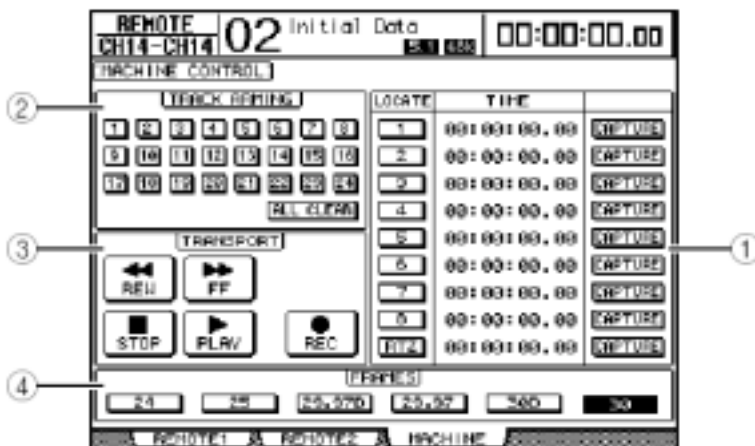 REMOTE
CH14-CH14
02 Initial Data
00:00:00.00
MACHINE CONTROL
TRACK ARMING
1 2 3 4 5 6 7 8
9 10 11 12 13 14 15 16
17 18 19 20 21 22 23 24
ALL CLEAR
LOCATE TIME
1 00:00:00.00 CAPTURE
2 00:00:00.00 CAPTURE
3 00:00:00.00 CAPTURE
4 00:00:00.00 CAPTURE
5 00:00:00.00 CAPTURE
6 00:00:00.00 CAPTURE
7 00:00:00.00 CAPTURE
8 00:00:00.00 CAPTURE
RTZ 00:00:00.00 CAPTURE
TRANSPORT
REW FF
STOP PLAY REC
FRAMES
24 25 29.97D 29.97 30D 30
REMOTE1 REMOTE2 MACHINE
②
③
④
①